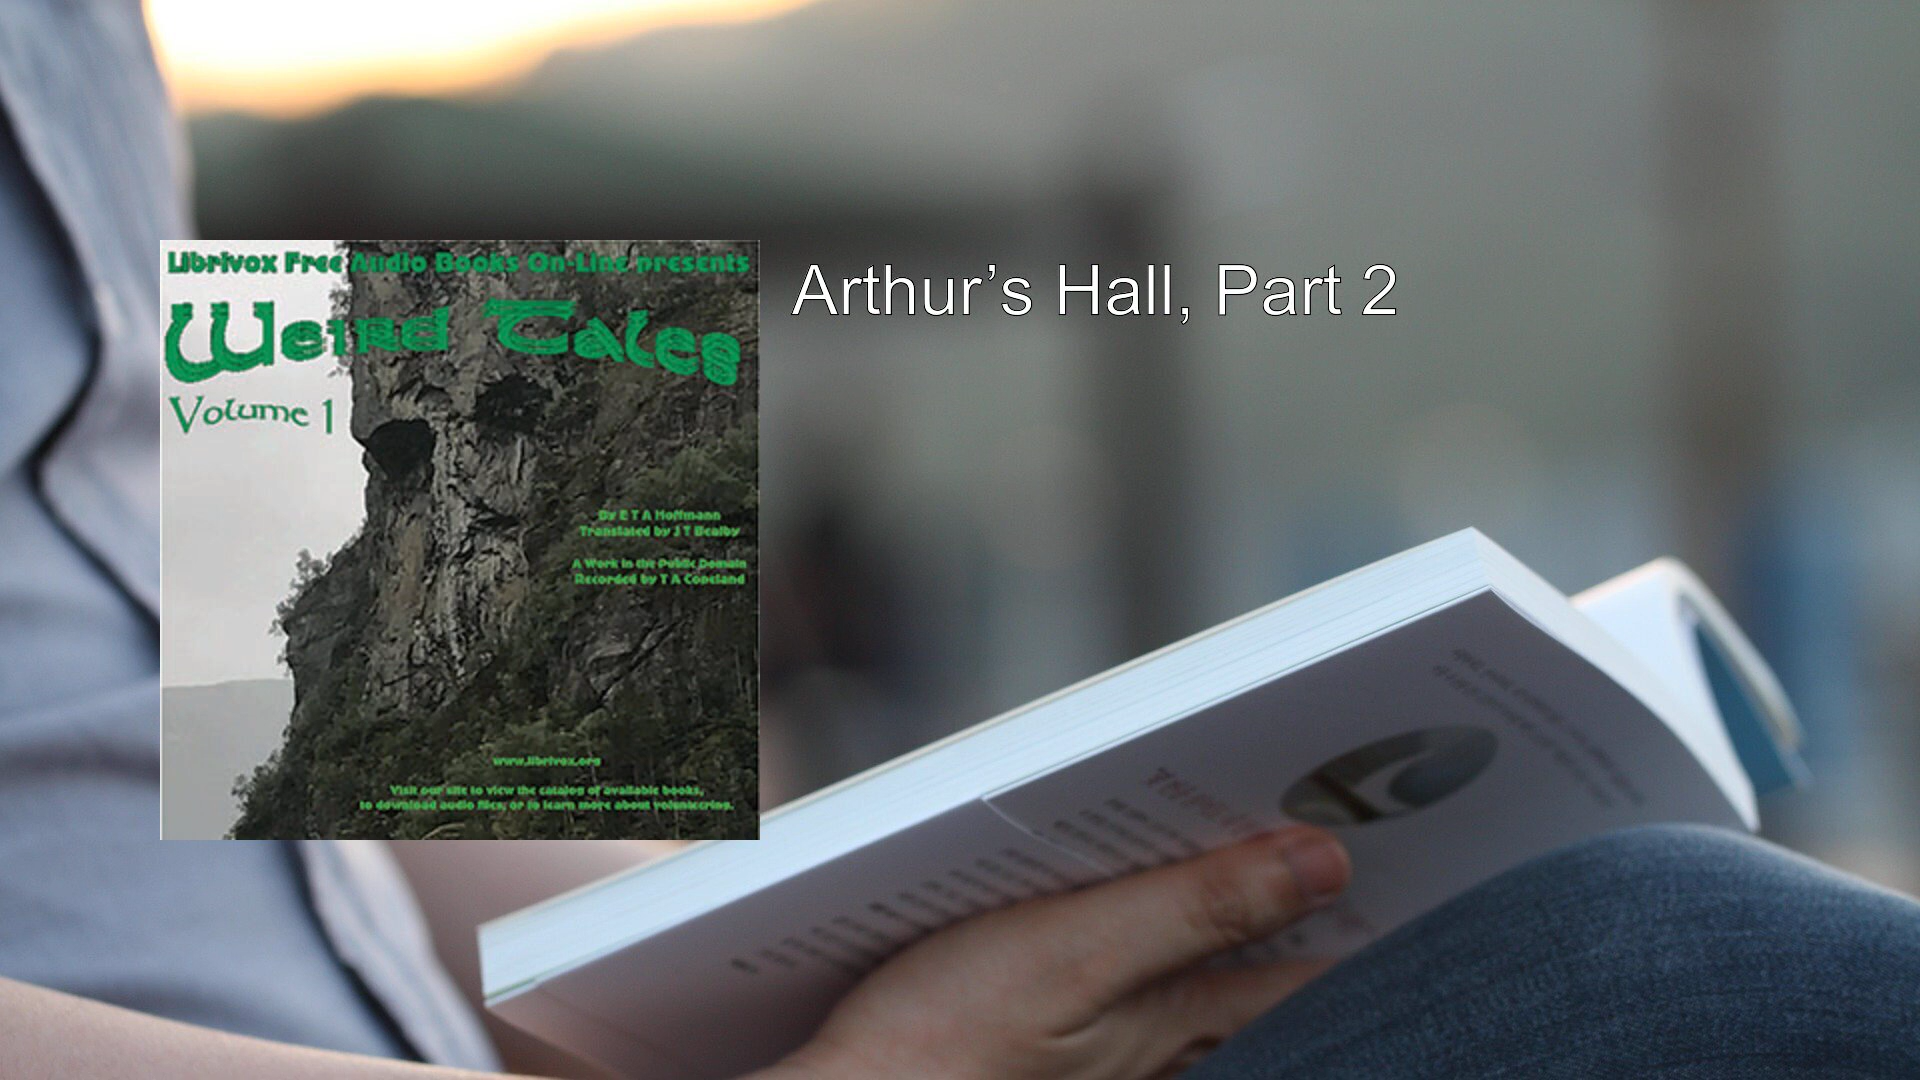 Librivox Free Audio Books On-Line presents
Weird Tales
Volume 1
By E T A Hoffmann
Translated by J T Bealby
A Work in the Public Domain
Recorded by T A Copeland
www.librivox.org
Visit our site to view the catalog of available books,
to download audio files, or to learn more about volunteering.
Arthur’s Hall, Part 2